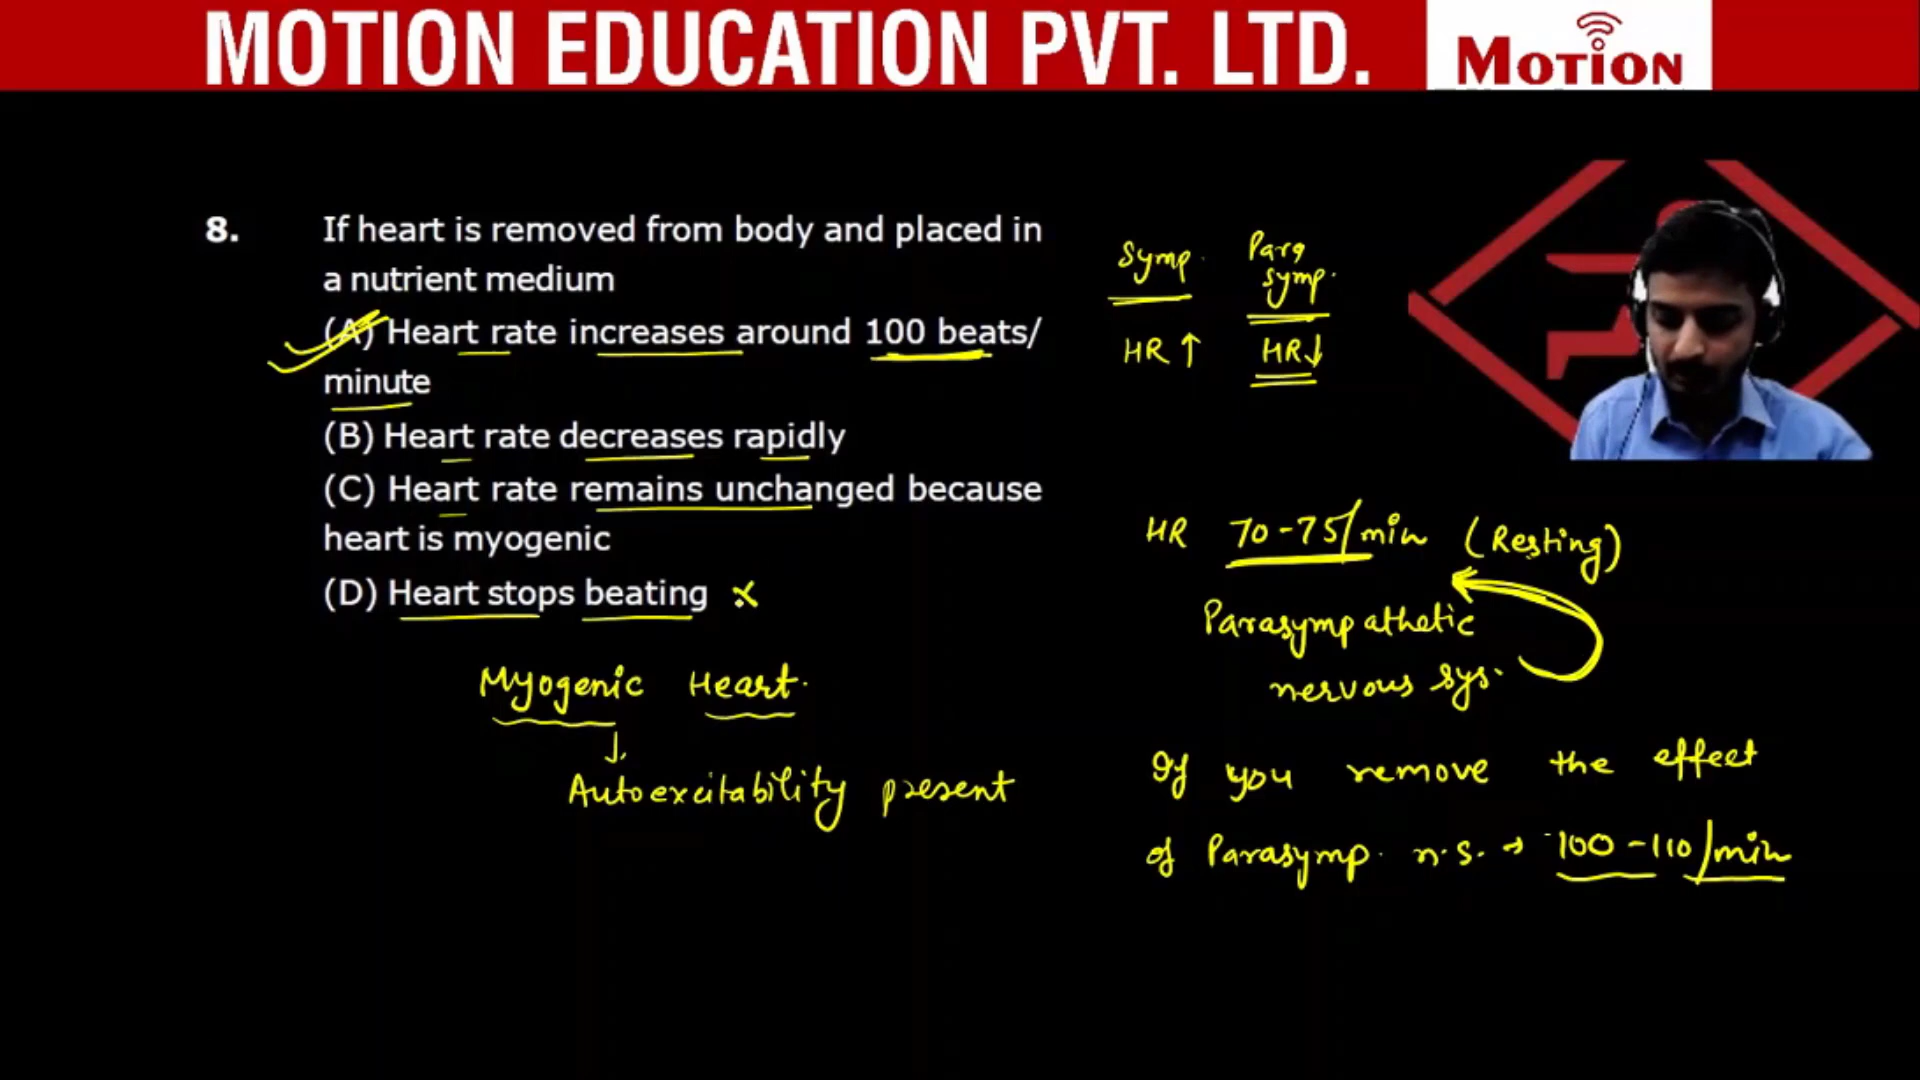 MOTION EDUCATION PVT. LTD.
MOTION
8. If heart is removed from body and placed in
a nutrient medium
(A) Heart rate increases around 100 beats/
minute
(B) Heart rate decreases rapidly
(C) Heart rate remains unchanged because
heart is myogenic
(D) Heart stops beating x
Myogenic Heart.
↓
Autoexcitability present
Symp. Para
symp.
HR ↑ HR↓
HR 70-75/min (Resting)
Parasympathetic
nervous sys.
If you remove the effect
of Parasymp. n.s. → 100-110/min